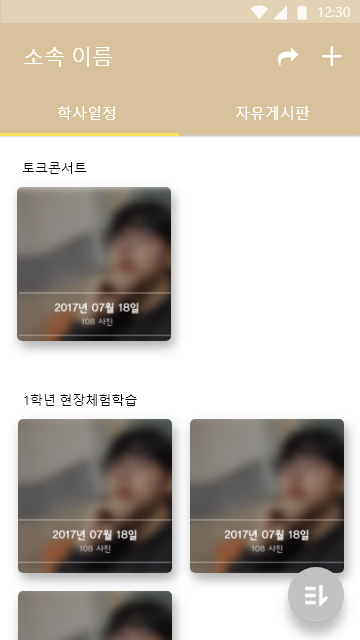 12:30
소속 이름
학사일정 자유게시판
토크콘서트
2017년 07월 18일
108 사진
1학년 현장체험학습
2017년 07월 18일 2017년 07월 18일
108 사진 108 사진